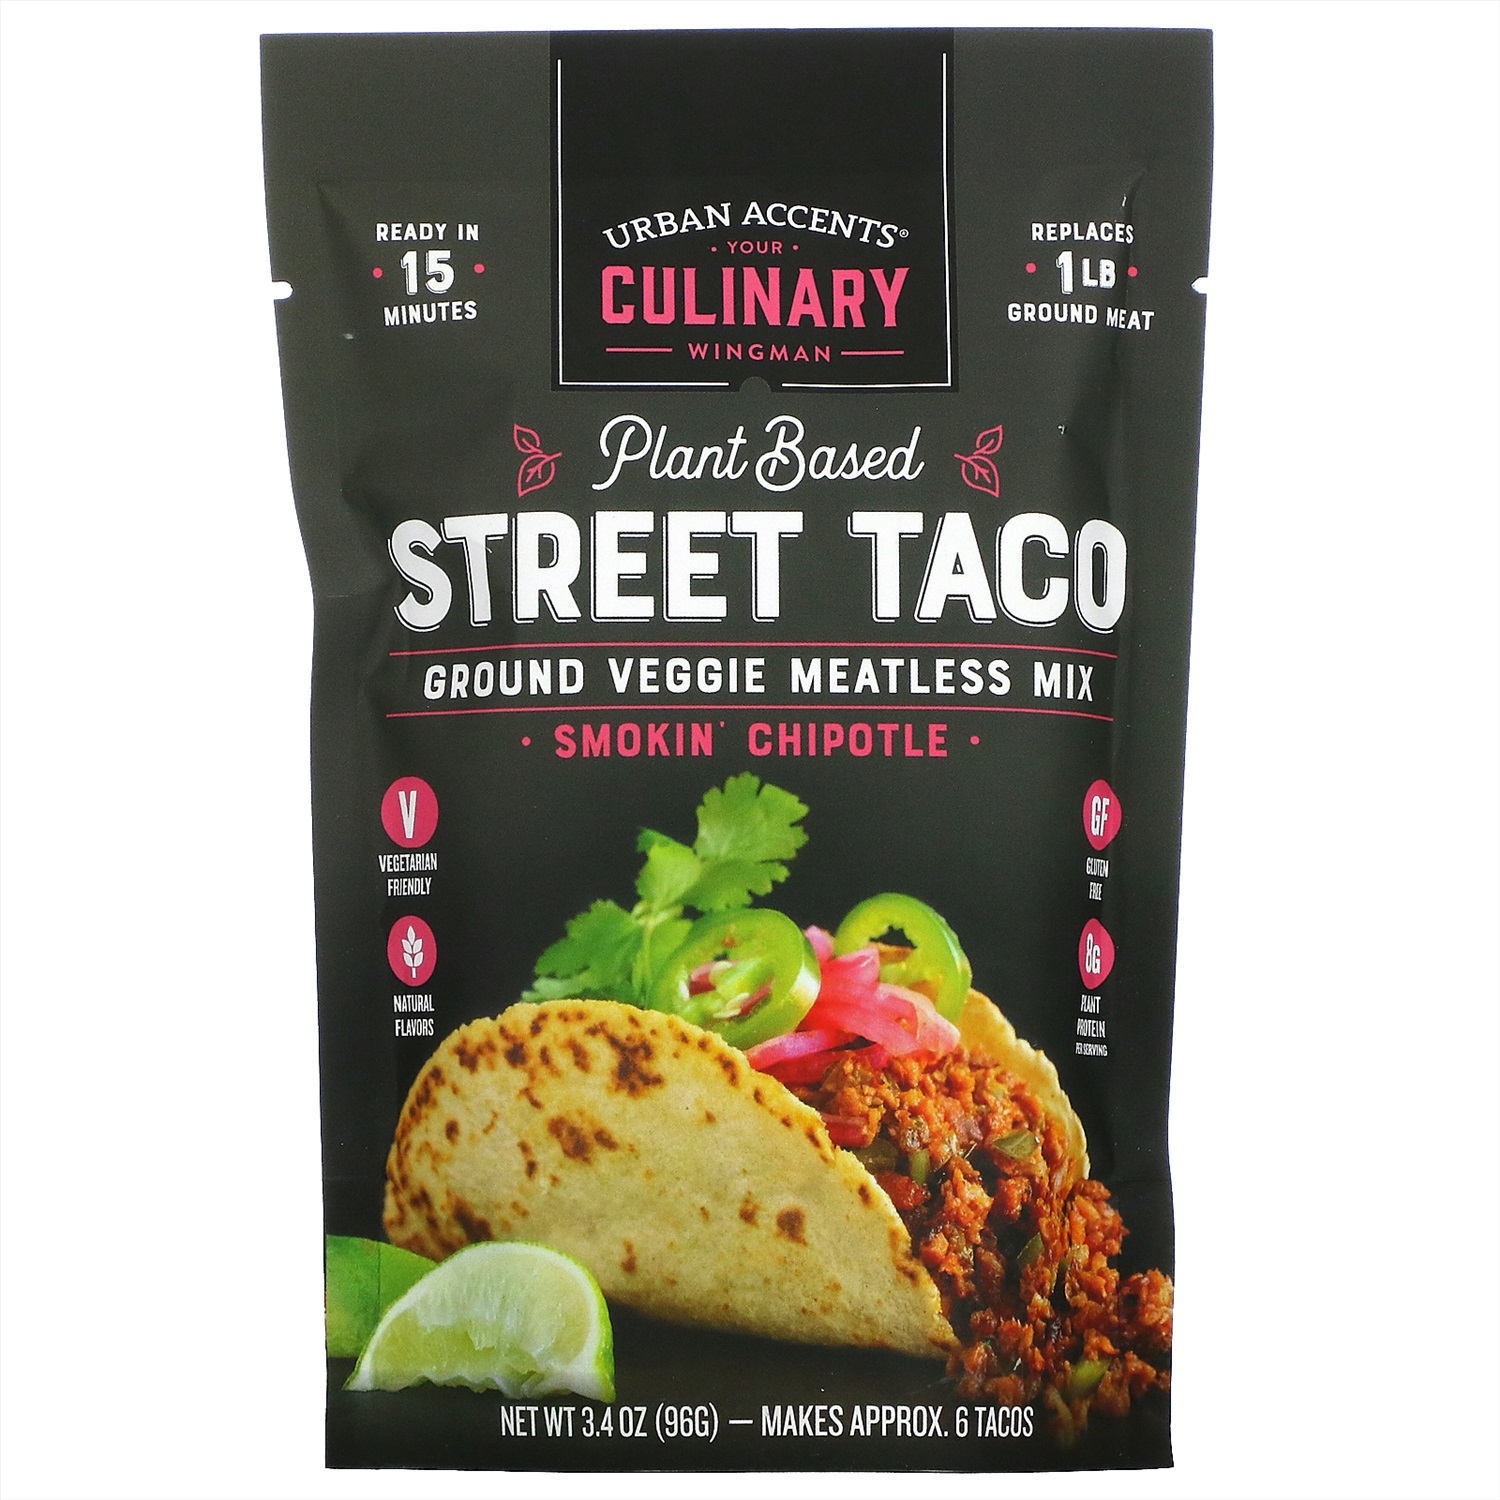 URBAN ACCENTS®
• YOUR •
CULINARY
WINGMAN
READY IN
• 15 •
MINUTES
REPLACES
• 1 LB •
GROUND MEAT
Plant Based
STREET TACO
GROUND VEGGIE MEATLESS MIX
• SMOKIN' CHIPOTLE •
V
VEGETARIAN
FRIENDLY
NATURAL
FLAVORS
GF
GLUTEN
FREE
8G
PLANT
PROTEIN
PER SERVING
NET WT 3.4 OZ (96G) — MAKES APPROX. 6 TACOS